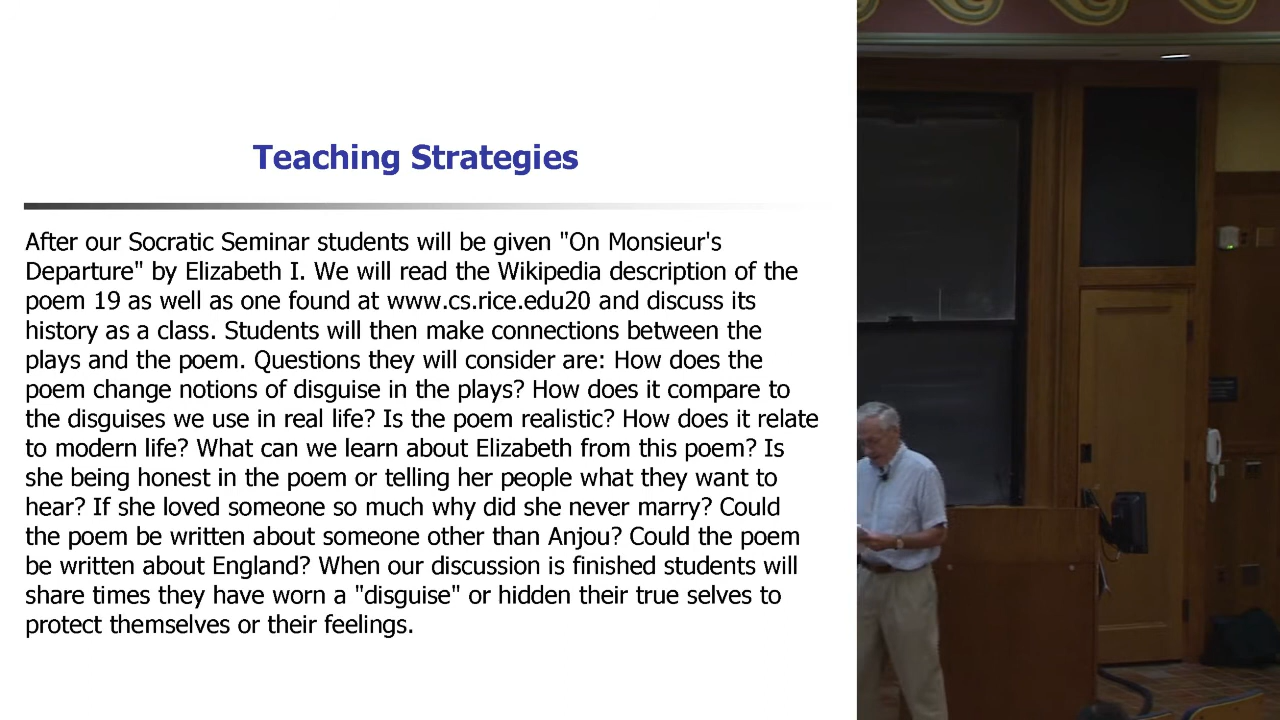 Teaching Strategies
After our Socratic Seminar students will be given "On Monsieur's
Departure" by Elizabeth I. We will read the Wikipedia description of the
poem 19 as well as one found at www.cs.rice.edu20 and discuss its
history as a class. Students will then make connections between the
plays and the poem. Questions they will consider are: How does the
poem change notions of disguise in the plays? How does it compare to
the disguises we use in real life? Is the poem realistic? How does it relate
to modern life? What can we learn about Elizabeth from this poem? Is
she being honest in the poem or telling her people what they want to
hear? If she loved someone so much why did she never marry? Could
the poem be written about someone other than Anjou? Could the poem
be written about England? When our discussion is finished students will
share times they have worn a "disguise" or hidden their true selves to
protect themselves or their feelings.